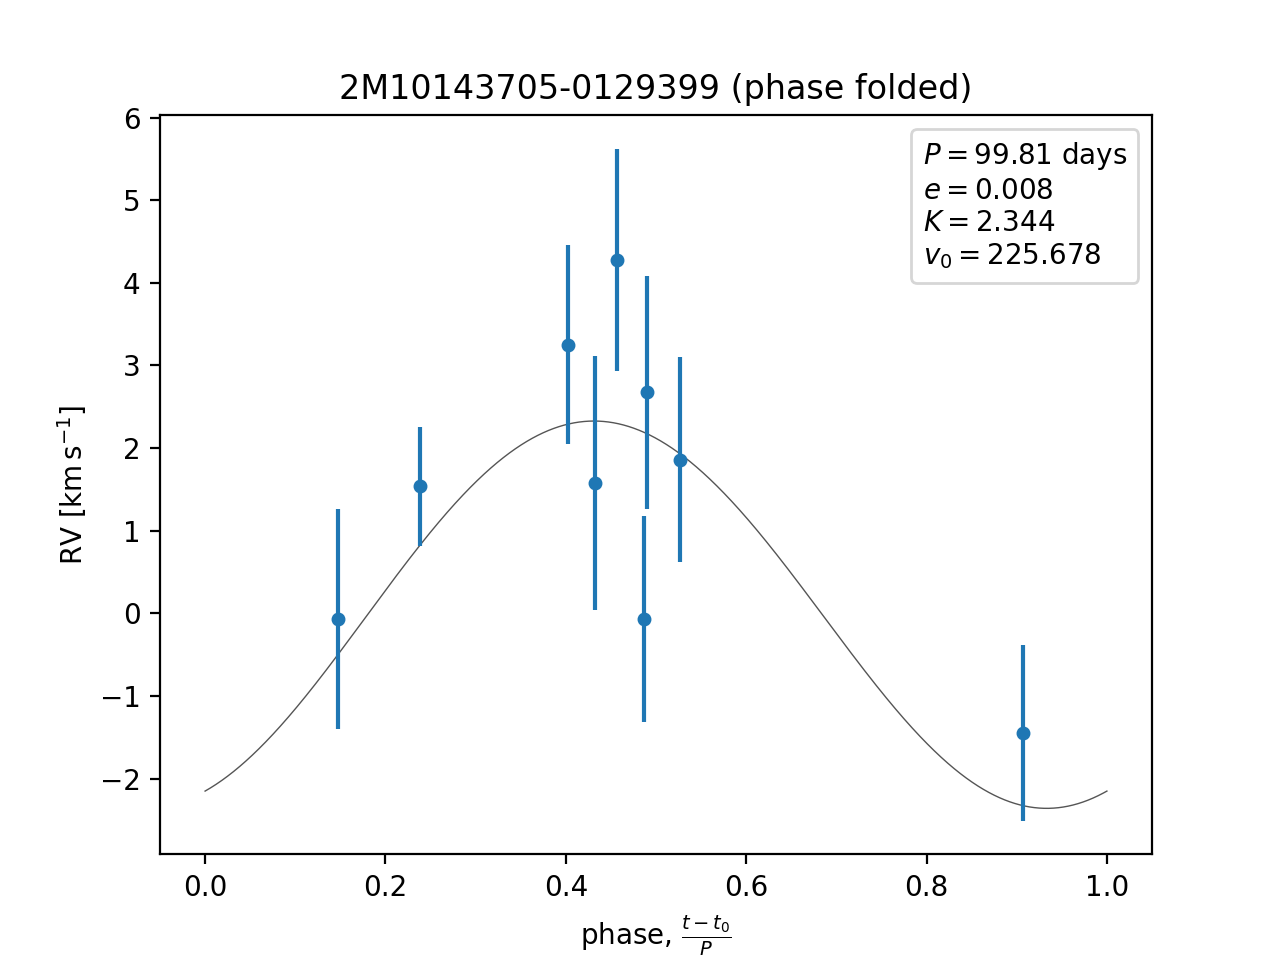 2M10143705-0129399 (phase folded)
P = 99.81 days
e = 0.008
K = 2.344
v₀ = 225.678
RV [km s⁻¹]
6
5
4
3
2
1
0
−1
−2
0.0 0.2 0.4 0.6 0.8 1.0
phase, (t − t₀)/P